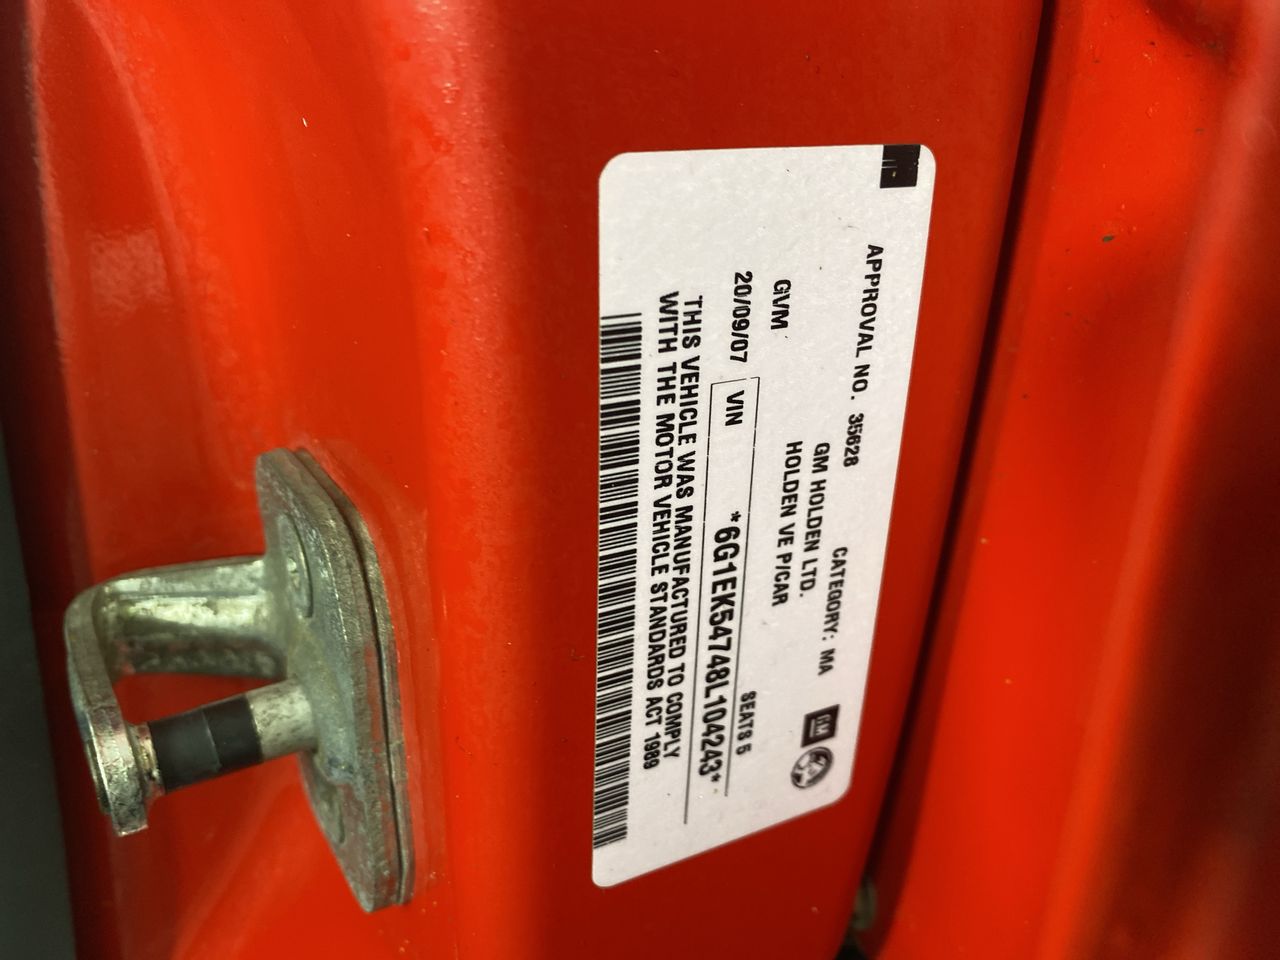 APPROVAL NO. 35628 CATEGORY: MA
GM HOLDEN LTD.
HOLDEN VE P/CAR
GVM SEATS 5
20/09/07 VIN *6G1EK54748L104243*
THIS VEHICLE WAS MANUFACTURED TO COMPLY
WITH THE MOTOR VEHICLE STANDARDS ACT 1989
GM